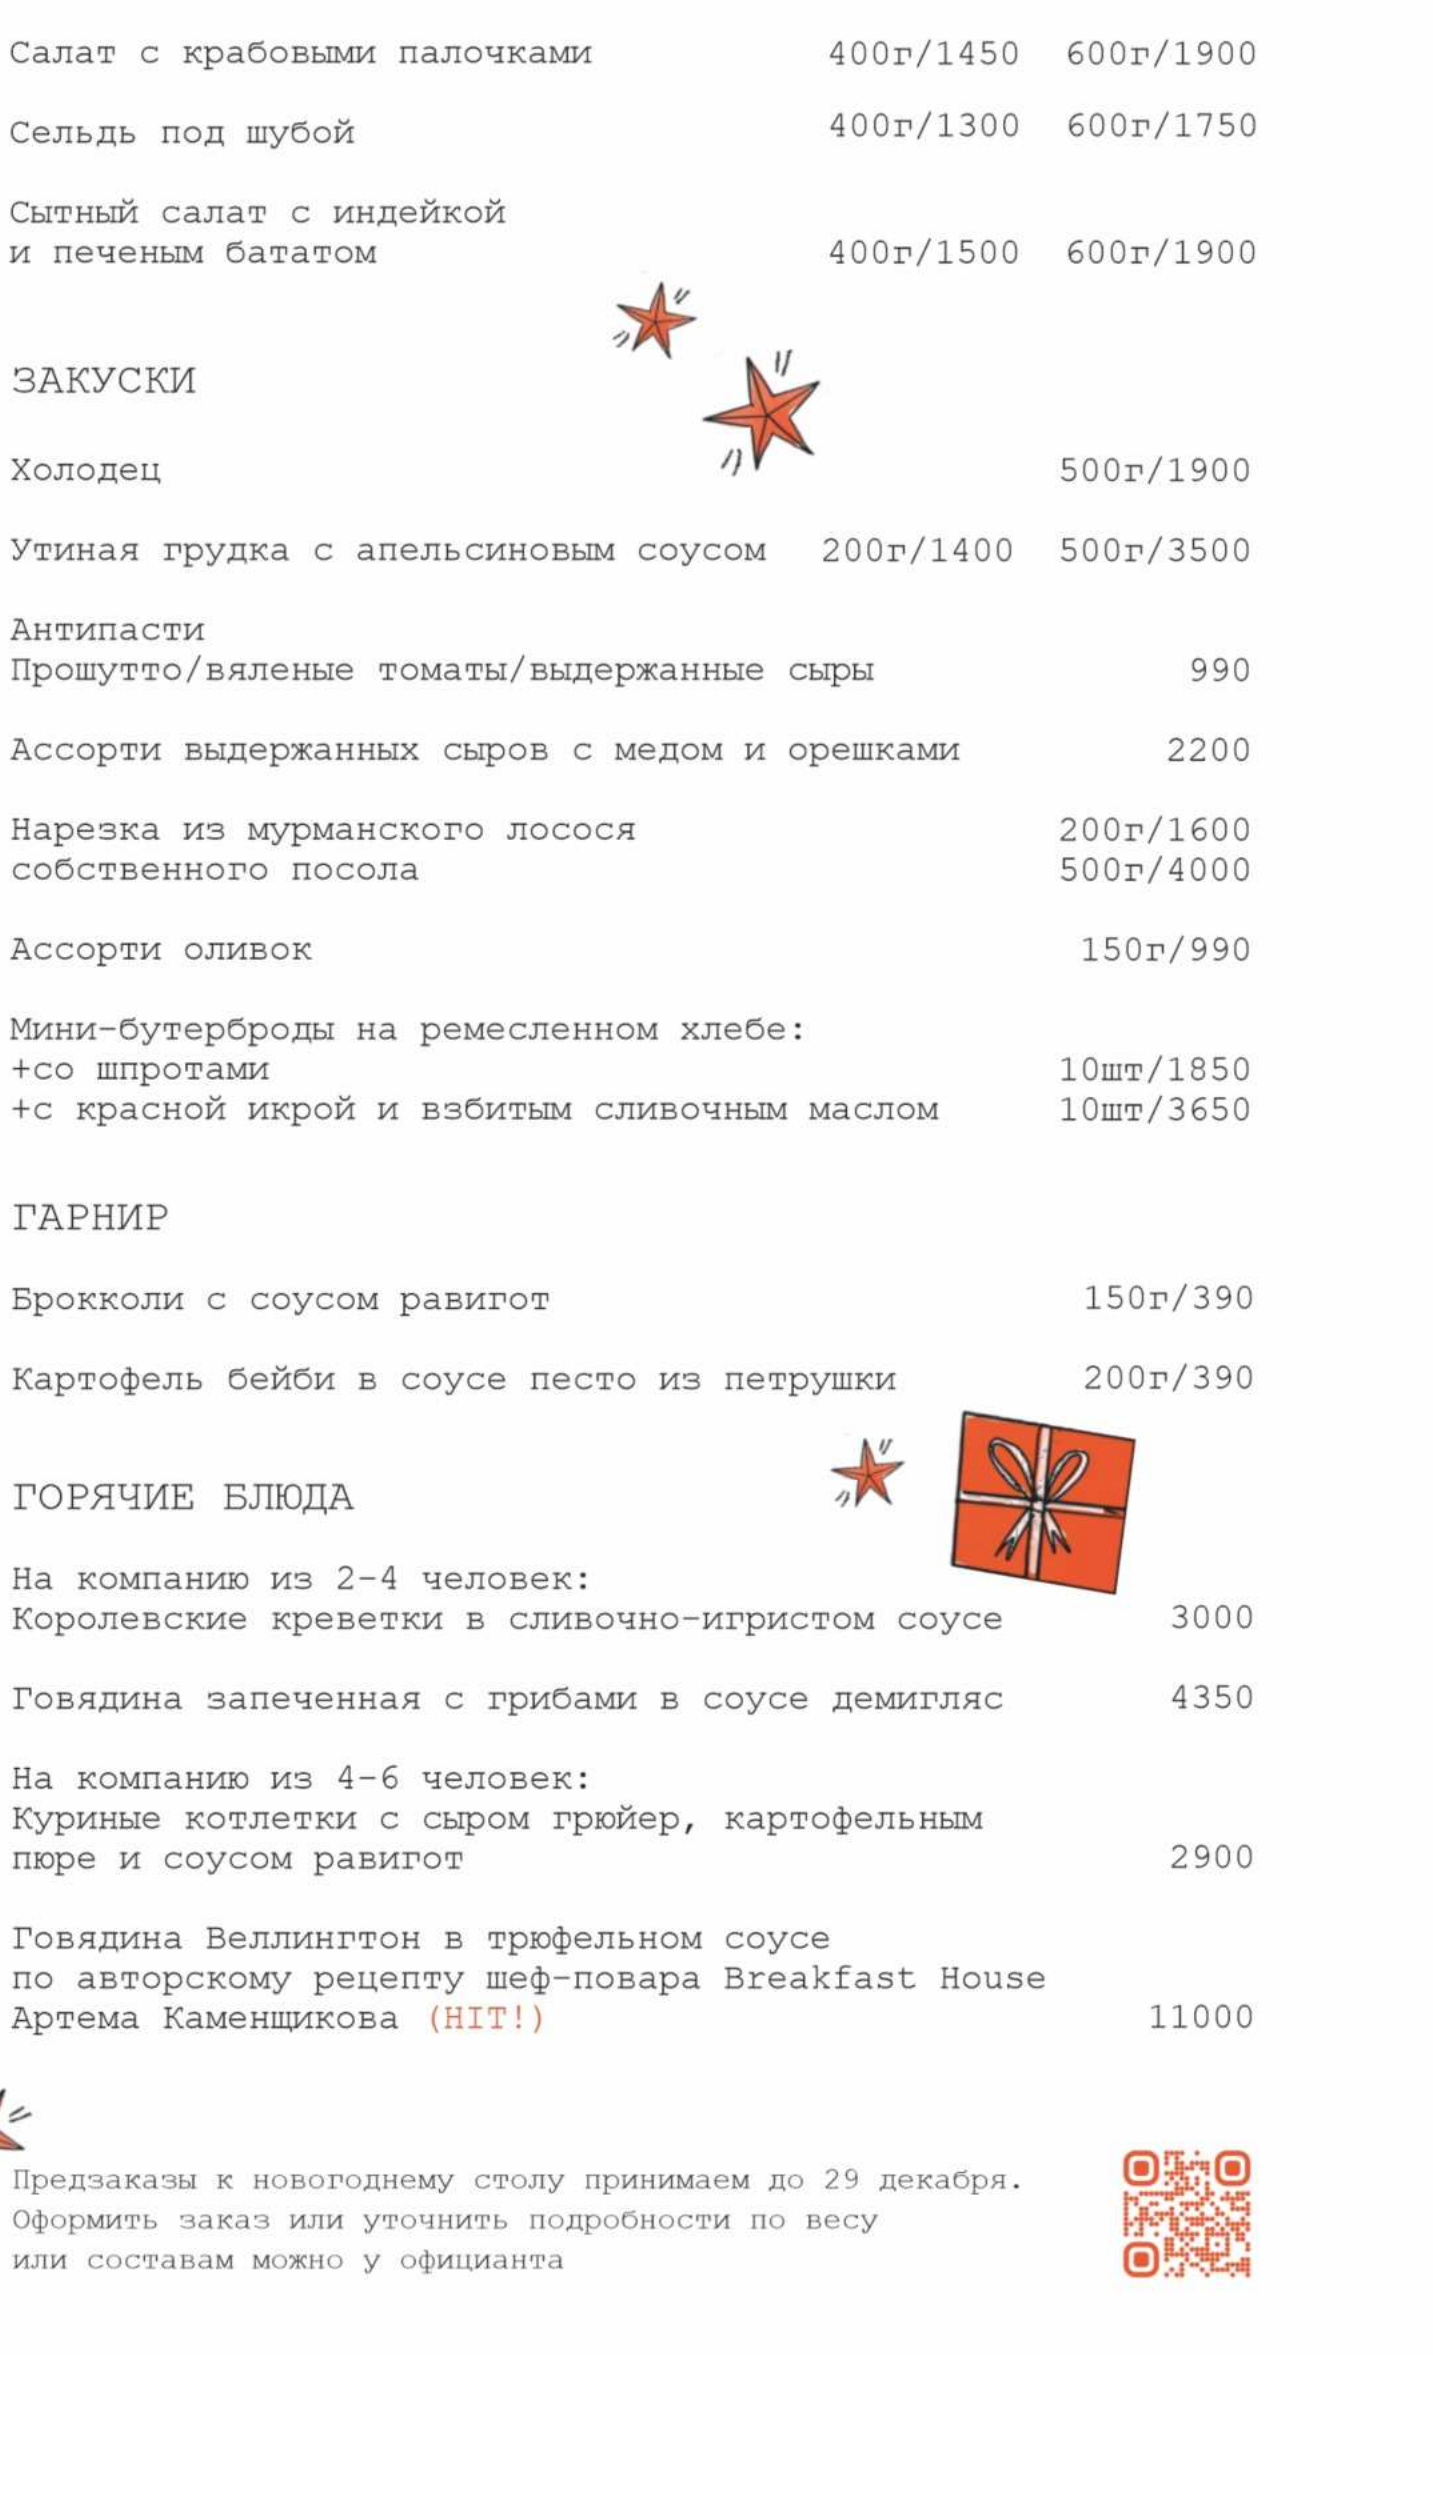 Салат с крабовыми палочками 400г/1450 600г/1900
Сельдь под шубой 400г/1300 600г/1750
Сытный салат с индейкой
и печеным бататом 400г/1500 600г/1900
ЗАКУСКИ
Холодец 500г/1900
Утиная грудка с апельсиновым соусом 200г/1400 500г/3500
Антипасти
Прошутто/вяленые томаты/выдержанные сыры 990
Ассорти выдержанных сыров с медом и орешками 2200
Нарезка из мурманского лосося 200г/1600
собственного посола 500г/4000
Ассорти оливок 150г/990
Мини-бутерброды на ремесленном хлебе:
+со шпротами 10шт/1850
+с красной икрой и взбитым сливочным маслом 10шт/3650
ГАРНИР
Брокколи с соусом равигот 150г/390
Картофель бейби в соусе песто из петрушки 200г/390
ГОРЯЧИЕ БЛЮДА
На компанию из 2-4 человек:
Королевские креветки в сливочно-игристом соусе 3000
Говядина запеченная с грибами в соусе демигляс 4350
На компанию из 4-6 человек:
Куриные котлетки с сыром грюйер, картофельным
пюре и соусом равигот 2900
Говядина Веллингтон в трюфельном соусе
по авторскому рецепту шеф-повара Breakfast House
Артема Каменщикова (HIT!) 11000
Предзаказы к новогоднему столу принимаем до 29 декабря.
Оформить заказ или уточнить подробности по весу
или составам можно у официанта